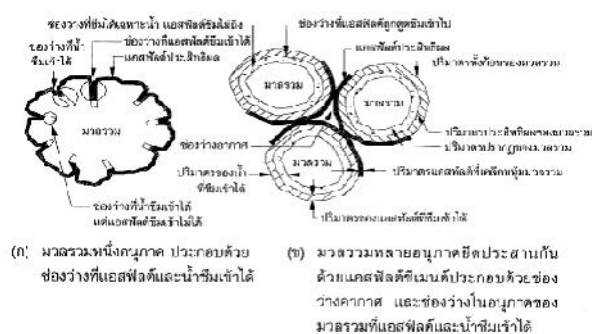 ช่องว่างที่ซึมได้เฉพาะน้ำ แอสฟัลต์ซึมไม่ถึง
ช่องว่างที่แอสฟัลต์ซึมเข้าได้
แอสฟัลต์ประสิทธิผล
ช่องว่างที่น้ำ
ซึมเข้าได้
มวลรวม
ช่องว่างที่น้ำซึมเข้าได้
แต่แอสฟัลต์ซึมเข้าไม่ได้
ช่องว่างที่แอสฟัลต์ถูกดูดซึมเข้าไป
แอสฟัลต์ประสิทธิผล
ปริมาตรทั้งก้อนของมวลรวม
มวลรวม
มวลรวม
ช่องว่างอากาศ
ปริมาตรประสิทธิผลของมวลรวม
ปริมาตรปรากฏของมวลรวม
มวลรวม
ปริมาตรของน้ำ
ที่ซึมเข้าได้
ปริมาตรแอสฟัลต์ที่เคลือบหุ้มมวลรวม
ปริมาตรของแอสฟัลต์ที่ซึมเข้าได้
(ก) มวลรวมหนึ่งอนุภาค ประกอบด้วย
ช่องว่างที่แอสฟัลต์และน้ำซึมเข้าได้
(ข) มวลรวมหลายอนุภาคยึดประสานกัน
ด้วยแอสฟัลต์ซีเมนต์ประกอบด้วยช่อง
ว่างอากาศ และช่องว่างในอนุภาคของ
มวลรวมที่แอสฟัลต์และน้ำซึมเข้าได้